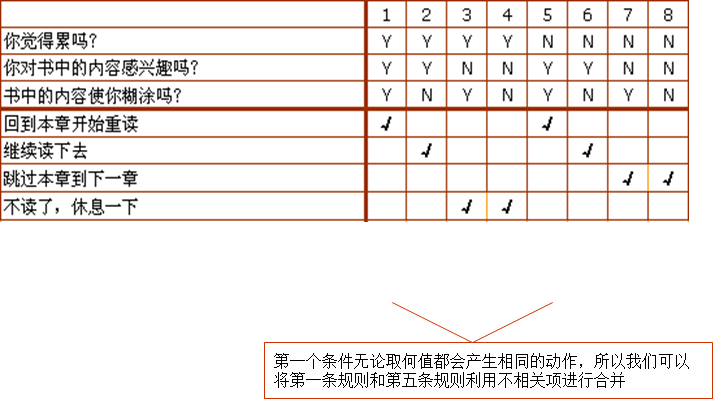 1 2 3 4 5 6 7 8
你觉得累吗? Y Y Y Y N N N N
你对书中的内容感兴趣吗? Y Y N N Y Y N N
书中的内容使你糊涂吗? Y N Y N Y N Y N
回到本章开始重读 √ √
继续读下去 √ √
跳过本章到下一章 √ √
不读了，休息一下 √ √
第一个条件无论取何值都会产生相同的动作，所以我们可以
将第一条规则和第五条规则利用不相关项进行合并